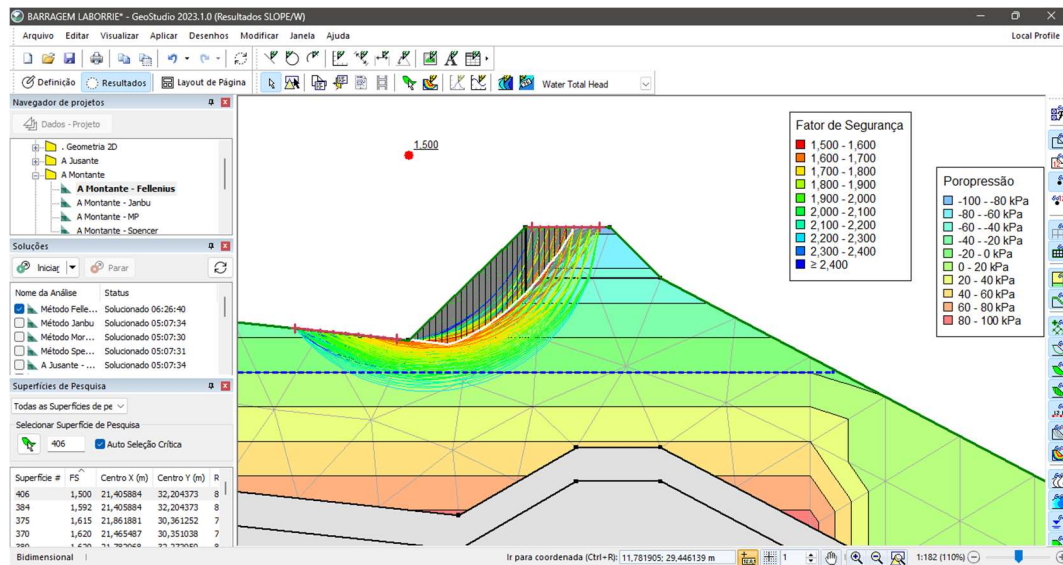 BARRAGEM LABORRIE* - GeoStudio 2023.1.0 (Resultados SLOPE/W)
Arquivo Editar Visualizar Aplicar Desenhos Modificar Janela Ajuda
Local Profile
Definição Resultados Layout de Página
Water Total Head
Navegador de projetos
Dados - Projeto
. Geometria 2D
A Jusante
A Montante
A Montante - Fellenius
A Montante - Janbu
A Montante - MP
A Montante - Spencer
Soluções
Iniciar Parar
Nome da Análise Status
Método Felle... Solucionado 06:26:40
Método Janbu Solucionado 05:07:34
Método Mor... Solucionado 05:07:30
Método Spe... Solucionado 05:07:31
A Jusante - ... Solucionado 05:07:34
Superfícies de Pesquisa
Todas as Superfícies de pe
Selecionar Superfície de Pesquisa
406 Auto Seleção Crítica
Superfície # FS Centro X (m) Centro Y (m) R
406 1,500 21,405884 32,204373 8
384 1,592 21,405884 32,204373 8
375 1,615 21,861881 30,361252 7
370 1,620 21,465487 30,351038 7
1,500
Fator de Segurança
1,500 - 1,600
1,600 - 1,700
1,700 - 1,800
1,800 - 1,900
1,900 - 2,000
2,000 - 2,100
2,100 - 2,200
2,200 - 2,300
2,300 - 2,400
≥ 2,400
Poropressão
-100 - -80 kPa
-80 - -60 kPa
-60 - -40 kPa
-40 - -20 kPa
-20 - 0 kPa
0 - 20 kPa
20 - 40 kPa
40 - 60 kPa
60 - 80 kPa
80 - 100 kPa
Bidimensional
Ir para coordenada (Ctrl+R): 11,781905; 29,446139 m
1
1:182 (110%)